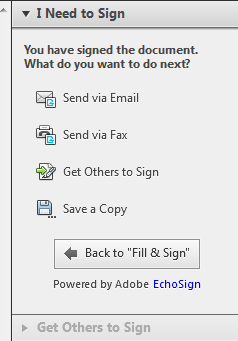 I Need to Sign
You have signed the document.
What do you want to do next?
Send via Email
Send via Fax
Get Others to Sign
Save a Copy
Back to "Fill & Sign"
Powered by Adobe EchoSign
Get Others to Sign